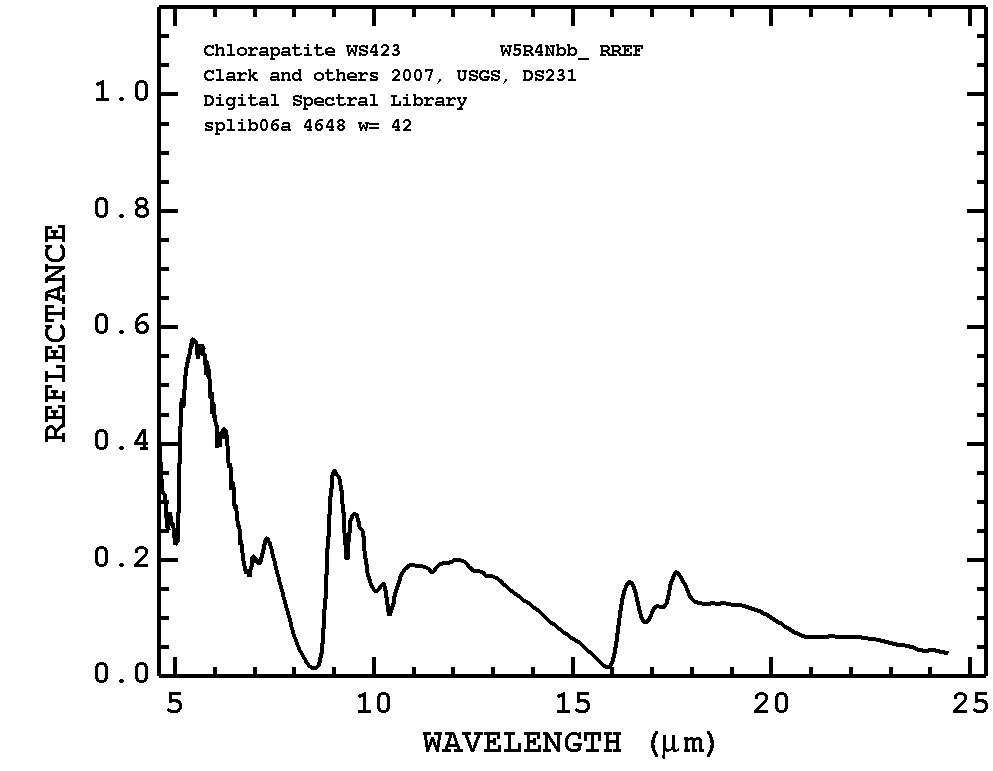 Chlorapatite WS423 W5R4Nbb_ RREF
Clark and others 2007, USGS, DS231
Digital Spectral Library
splib06a 4648 w= 42
1.0
0.8
0.6
0.4
0.2
0.0
REFLECTANCE
5 10 15 20 25
WAVELENGTH (μm)